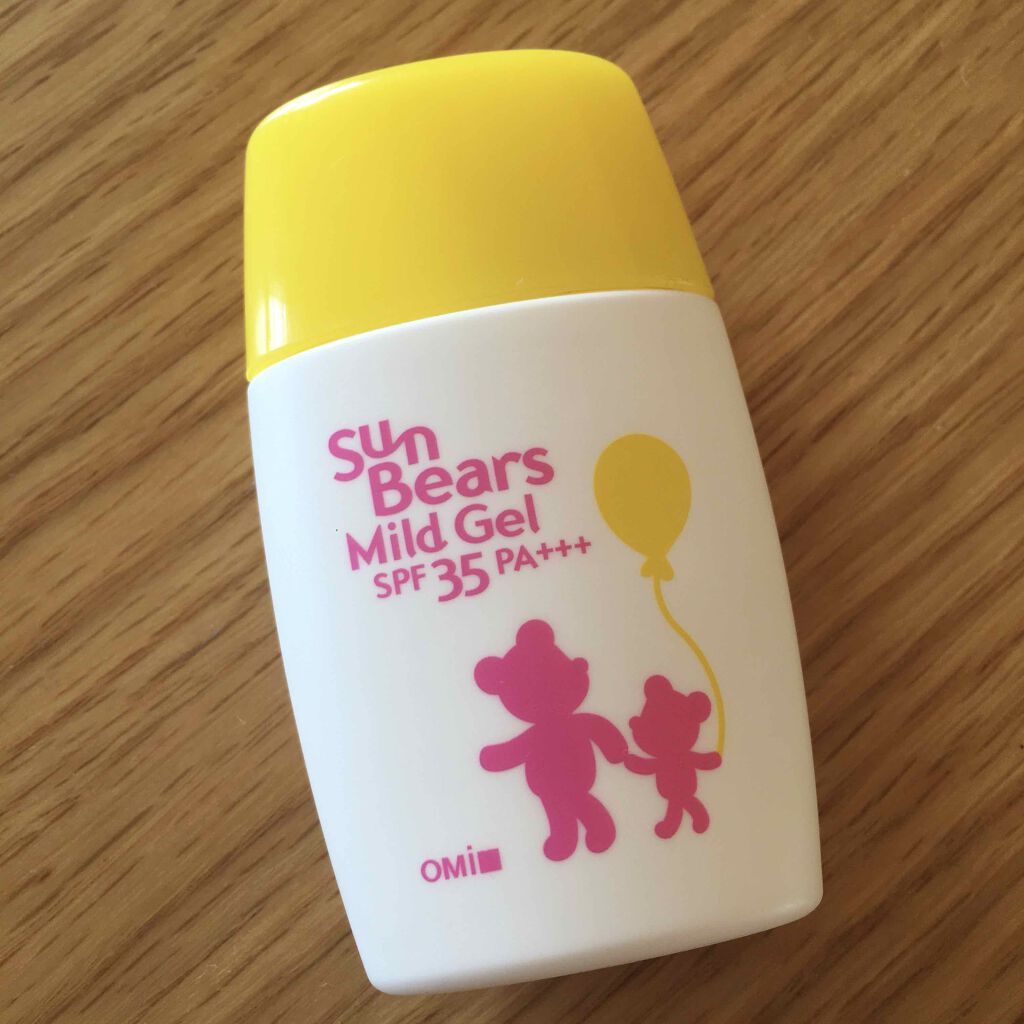 Sun
Bears
Mild Gel
SPF 35 PA+++
OMI